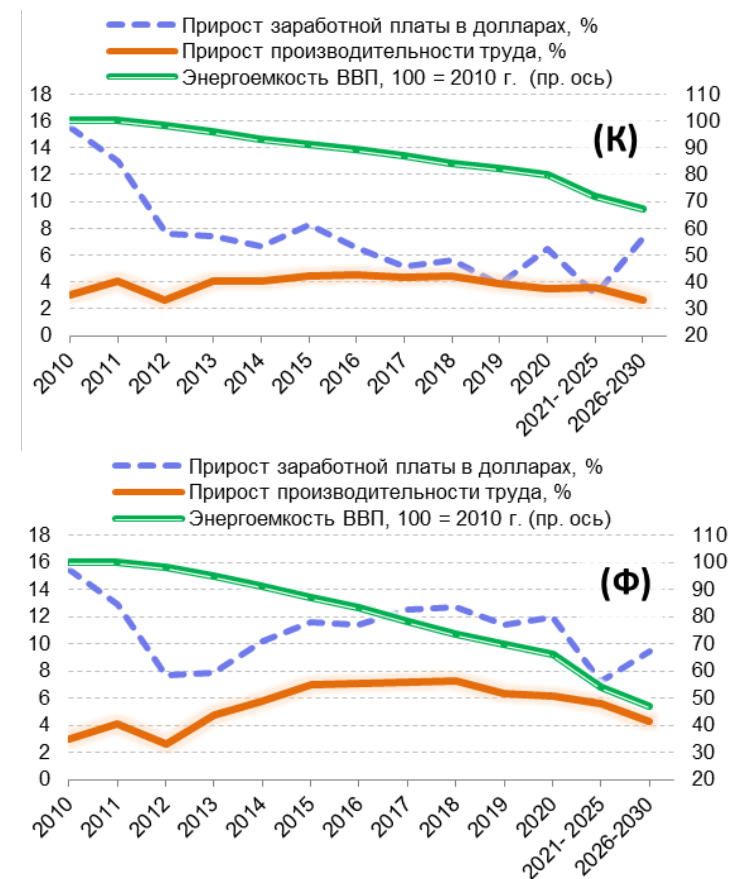 Прирост заработной платы в долларах, %
Прирост производительности труда, %
Энергоемкость ВВП, 100 = 2010 г. (пр. ось)
18 110
16 100
(К)
14 90
12 80
10 70
8 60
6 50
4 40
2 30
0 20
2010 2011 2012 2013 2014 2015 2016 2017 2018 2019 2020 2021- 2025 2026-2030
Прирост заработной платы в долларах, %
Прирост производительности труда, %
Энергоемкость ВВП, 100 = 2010 г. (пр. ось)
18 110
16 100
(Ф)
14 90
12 80
10 70
8 60
6 50
4 40
2 30
0 20
2010 2011 2012 2013 2014 2015 2016 2017 2018 2019 2020 2021- 2025 2026-2030